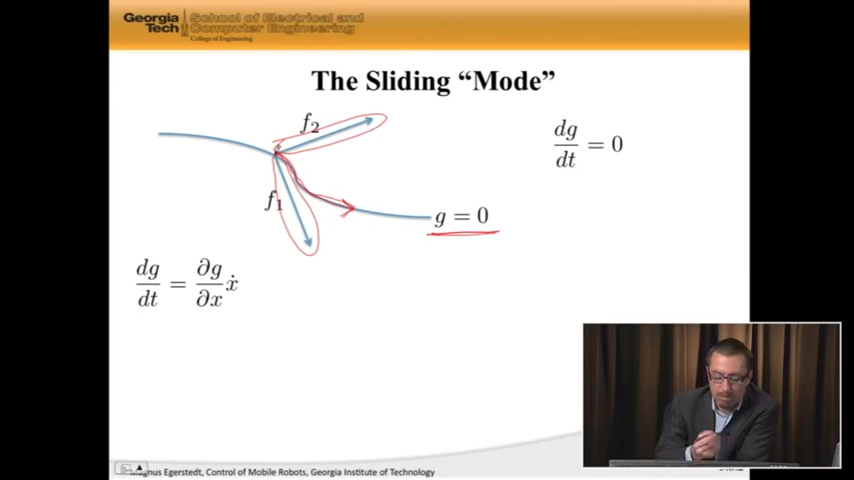 Georgia Tech
School of Electrical and Computer Engineering
College of Engineering
The Sliding “Mode”
f₂
dg/dt = 0
f₁
g = 0
dg/dt = ∂g/∂x ẋ
Magnus Egerstedt, Control of Mobile Robots, Georgia Institute of Technology